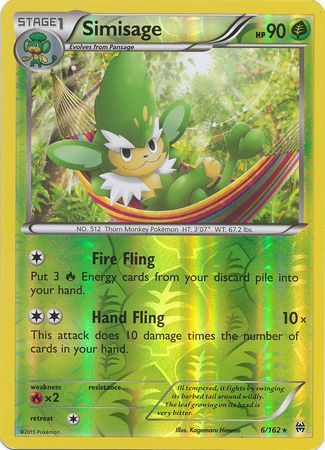 STAGE1
Simisage
HP 90
Evolves from Pansage
NO. 512 Thorn Monkey Pokémon HT: 3'07" WT: 67.2 lbs.
Fire Fling
Put 3 Energy cards from your discard pile into
your hand.
Hand Fling 10×
This attack does 10 damage times the number of
cards in your hand.
weakness resistance
×2
retreat
Ill tempered, it fights by swinging
its barbed tail around wildly.
The leaf growing on its head is
very bitter.
©2015 Pokémon
Illus. Kagemaru Himeno
6/162 ★